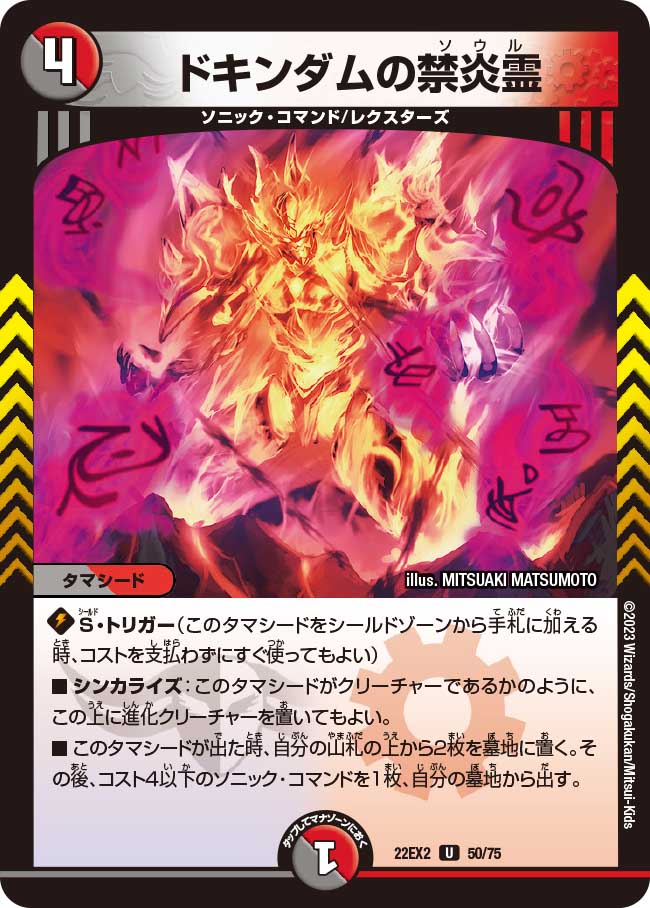 4
ドキンダムの禁炎霊
ソウル
ソニック・コマンド/レクスターズ
タマシード
illus. MITSUAKI MATSUMOTO
S・トリガー(このタマシードをシールドゾーンから手札に加える
時、コストを支払わずにすぐ使ってもよい)
■ シンカライズ:このタマシードがクリーチャーであるかのように、
この上に進化クリーチャーを置いてもよい。
■ このタマシードが出た時、自分の山札の上から2枚を墓地に置く。そ
の後、コスト4以下のソニック・コマンドを1枚、自分の墓地から出す。
©2023 Wizards/Shogakukan/Mitsui-Kids
タップしてマナゾーンにおく
1
22EX2 U 50/75